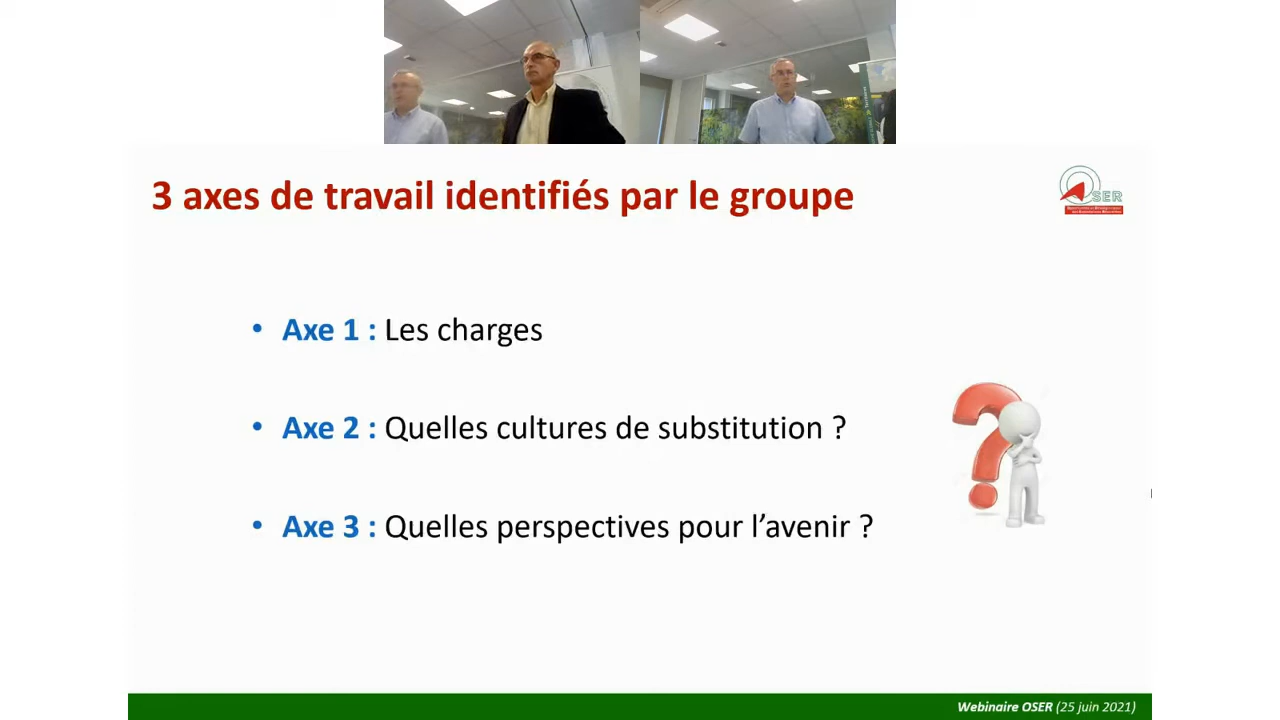 3 axes de travail identifiés par le groupe
OSER
• Axe 1 : Les charges
• Axe 2 : Quelles cultures de substitution ?
• Axe 3 : Quelles perspectives pour l’avenir ?
Webinaire OSER (25 juin 2021)